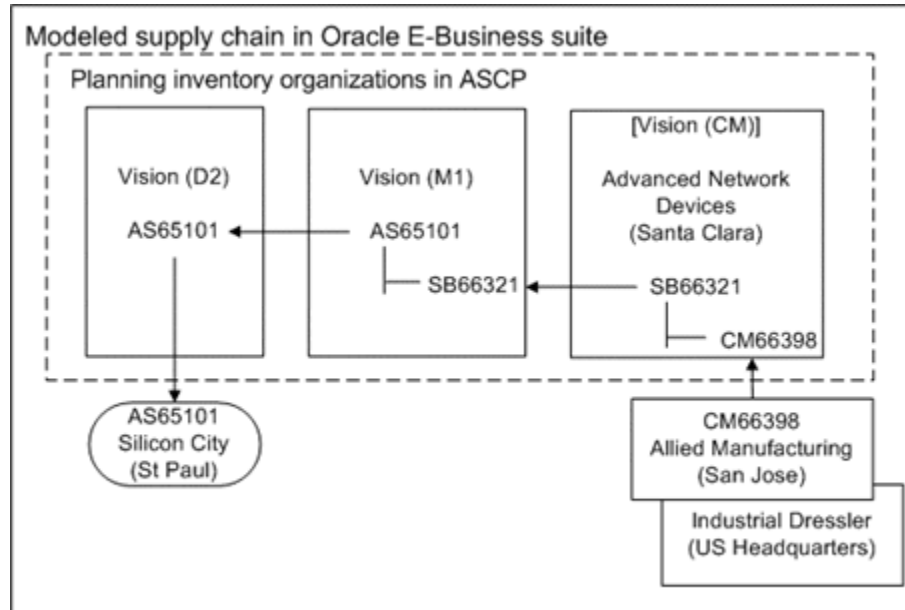 Modeled supply chain in Oracle E-Business suite
Planning inventory organizations in ASCP
Vision (D2)
AS65101
Vision (M1)
AS65101
SB66321
[Vision (CM)]
Advanced Network
Devices
(Santa Clara)
SB66321
CM66398
AS65101
Silicon City
(St Paul)
CM66398
Allied Manufacturing
(San Jose)
Industrial Dressler
(US Headquarters)